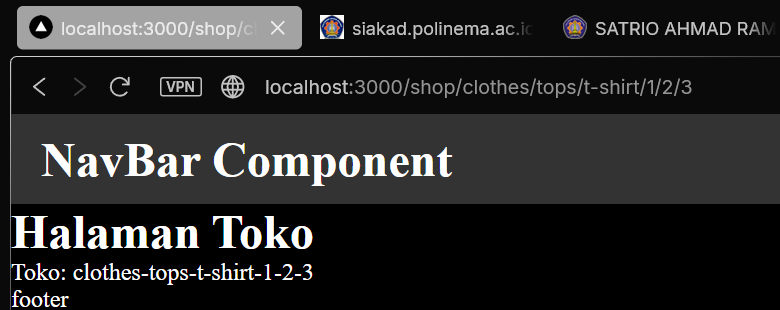 localhost:3000/shop/c
siakad.polinema.ac.id
SATRIO AHMAD RAM
VPN
localhost:3000/shop/clothes/tops/t-shirt/1/2/3
NavBar Component
Halaman Toko
Toko: clothes-tops-t-shirt-1-2-3
footer